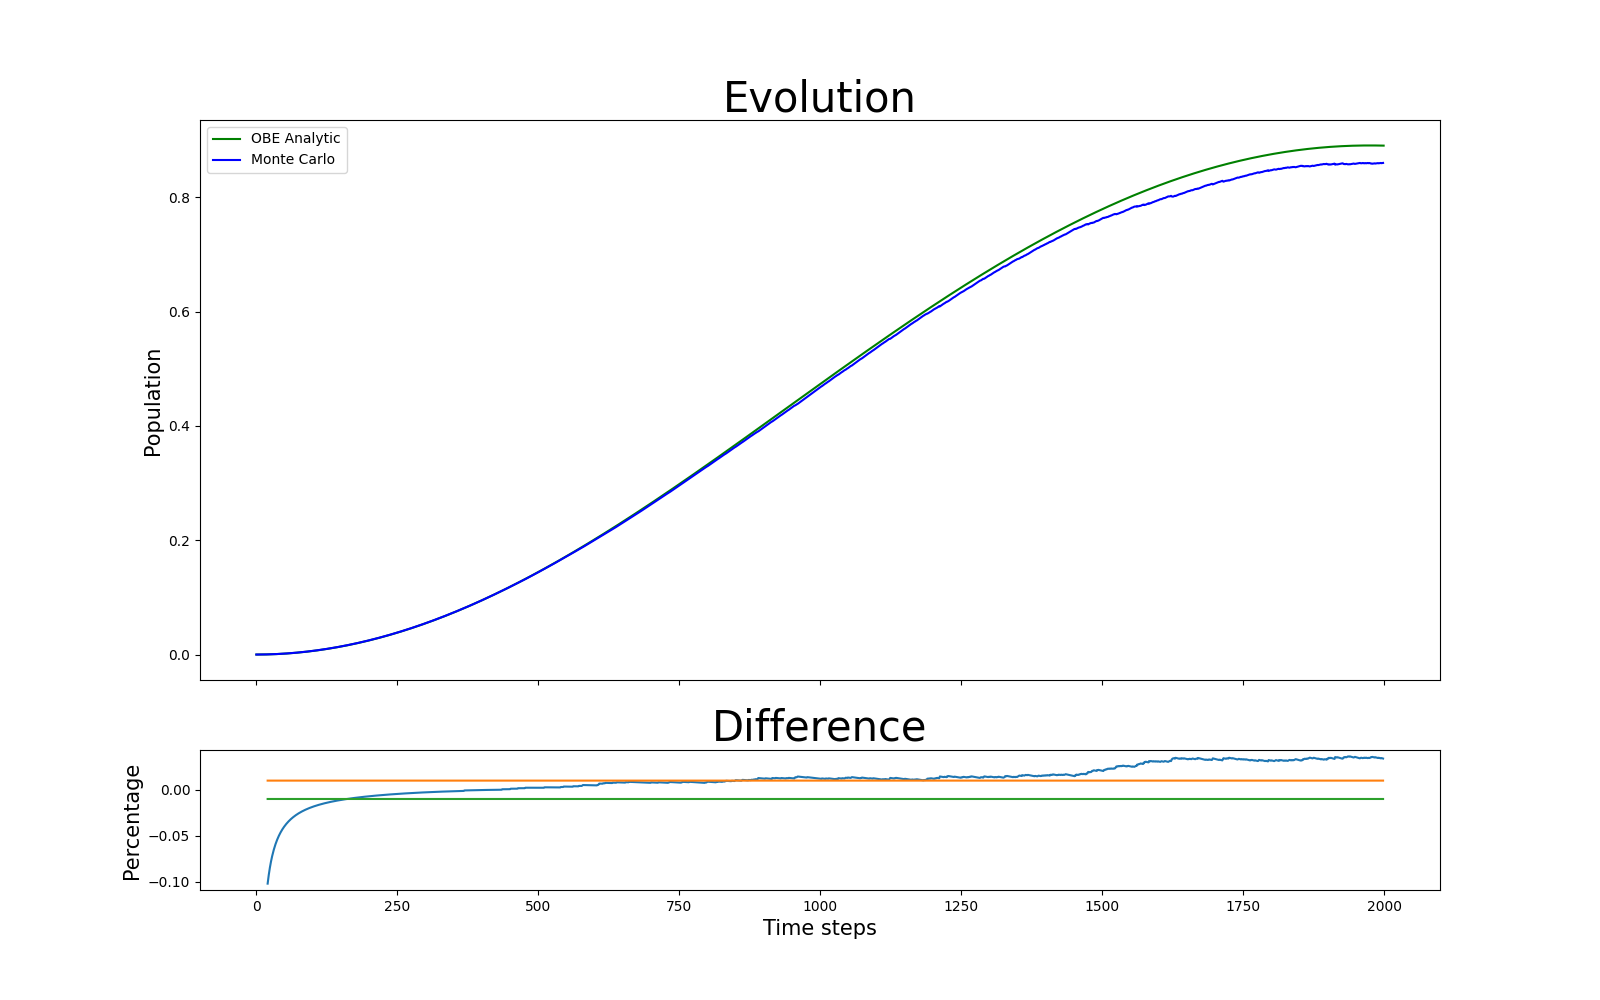 Evolution
OBE Analytic
Monte Carlo
0.8
0.6
0.4
0.2
0.0
Population
Difference
0.00
−0.05
−0.10
Percentage
0 250 500 750 1000 1250 1500 1750 2000
Time steps